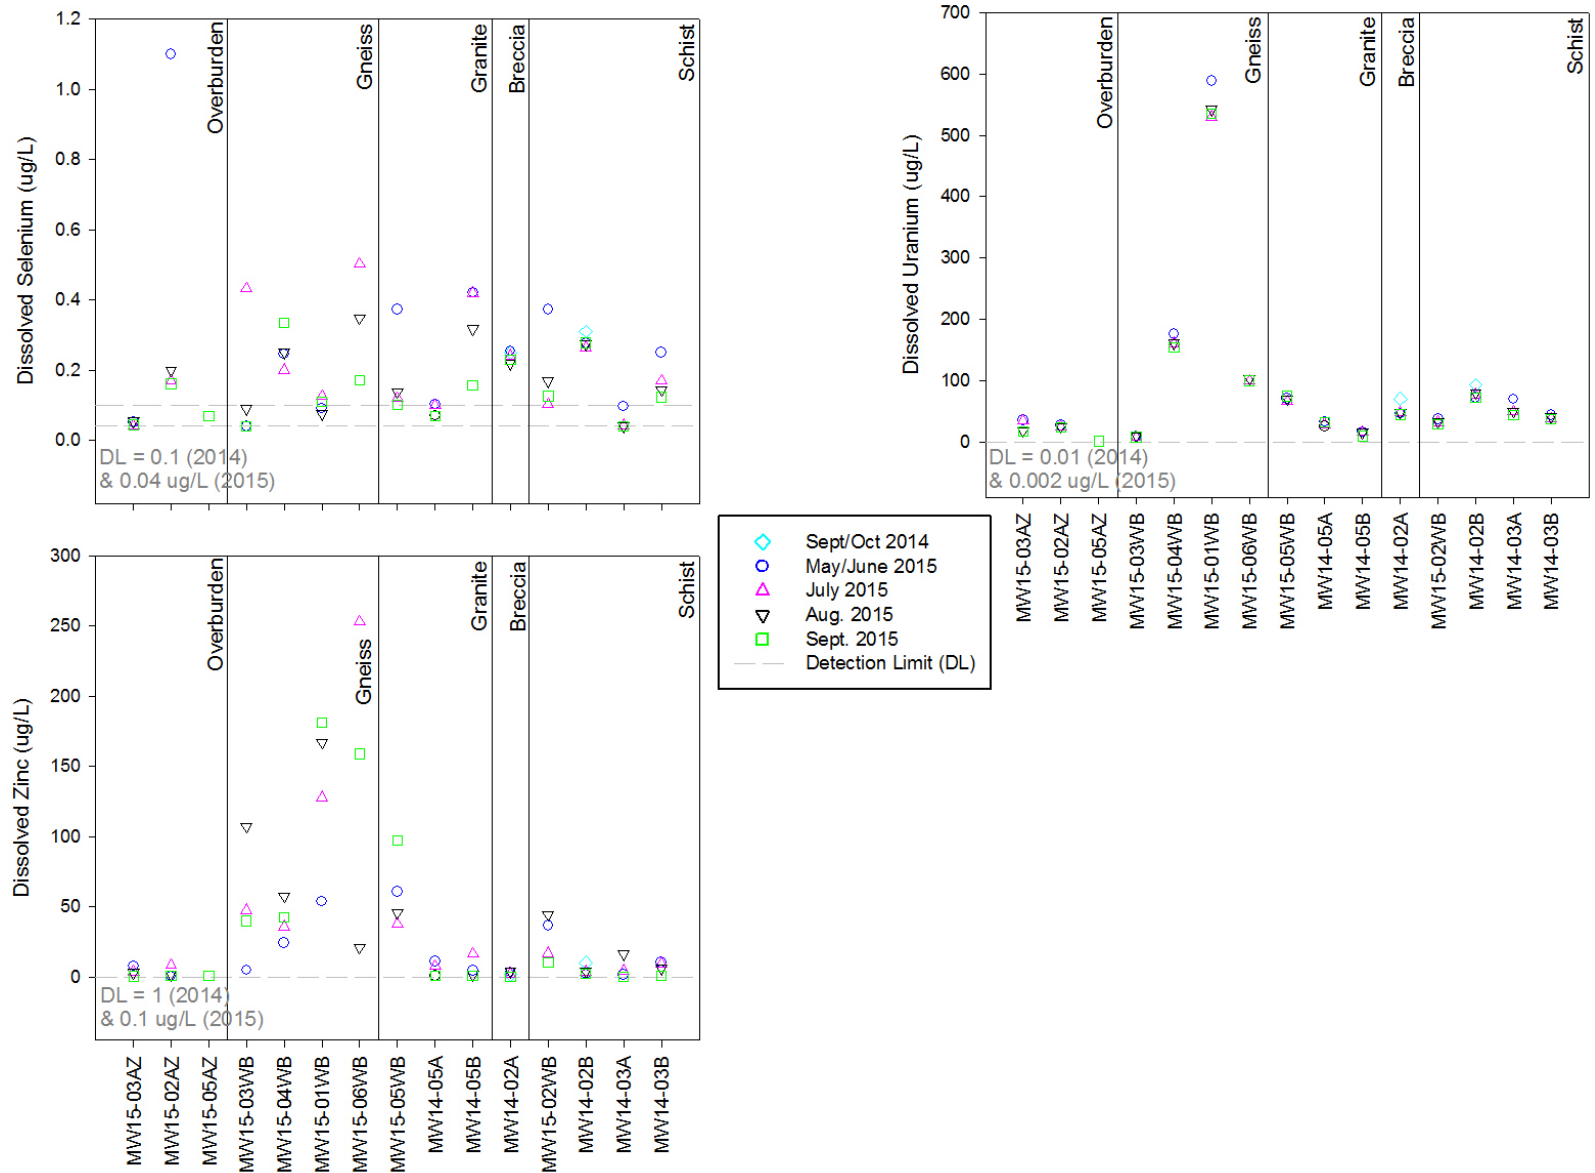 Dissolved Selenium (ug/L)
1.2
1.0
0.8
0.6
0.4
0.2
0.0
Overburden
Gneiss
Granite
Breccia
Schist
DL = 0.1 (2014)
& 0.04 ug/L (2015)
Dissolved Uranium (ug/L)
700
600
500
400
300
200
100
0
Overburden
Gneiss
Granite
Breccia
Schist
DL = 0.01 (2014)
& 0.002 ug/L (2015)
MW15-03AZ
MW15-02AZ
MW15-05AZ
MW15-03WB
MW15-04WB
MW15-01WB
MW15-06WB
MW15-05WB
MW14-05A
MW14-05B
MW14-02A
MW15-02WB
MW14-02B
MW14-03A
MW14-03B
Sept/Oct 2014
May/June 2015
July 2015
Aug. 2015
Sept. 2015
Detection Limit (DL)
Dissolved Zinc (ug/L)
300
250
200
150
100
50
0
Overburden
Gneiss
Granite
Breccia
Schist
DL = 1 (2014)
& 0.1 ug/L (2015)
MW15-03AZ
MW15-02AZ
MW15-05AZ
MW15-03WB
MW15-04WB
MW15-01WB
MW15-06WB
MW15-05WB
MW14-05A
MW14-05B
MW14-02A
MW15-02WB
MW14-02B
MW14-03A
MW14-03B